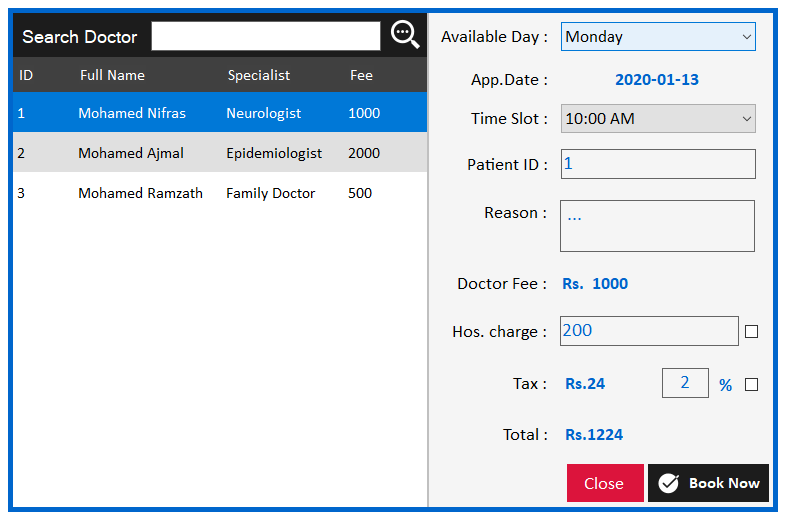 Search Doctor
ID Full Name Specialist Fee
1 Mohamed Nifras Neurologist 1000
2 Mohamed Ajmal Epidemiologist 2000
3 Mohamed Ramzath Family Doctor 500
Available Day : Monday
App.Date : 2020-01-13
Time Slot : 10:00 AM
Patient ID : 1
Reason : ...
Doctor Fee : Rs. 1000
Hos. charge : 200
Tax : Rs.24 2 %
Total : Rs.1224
Close Book Now